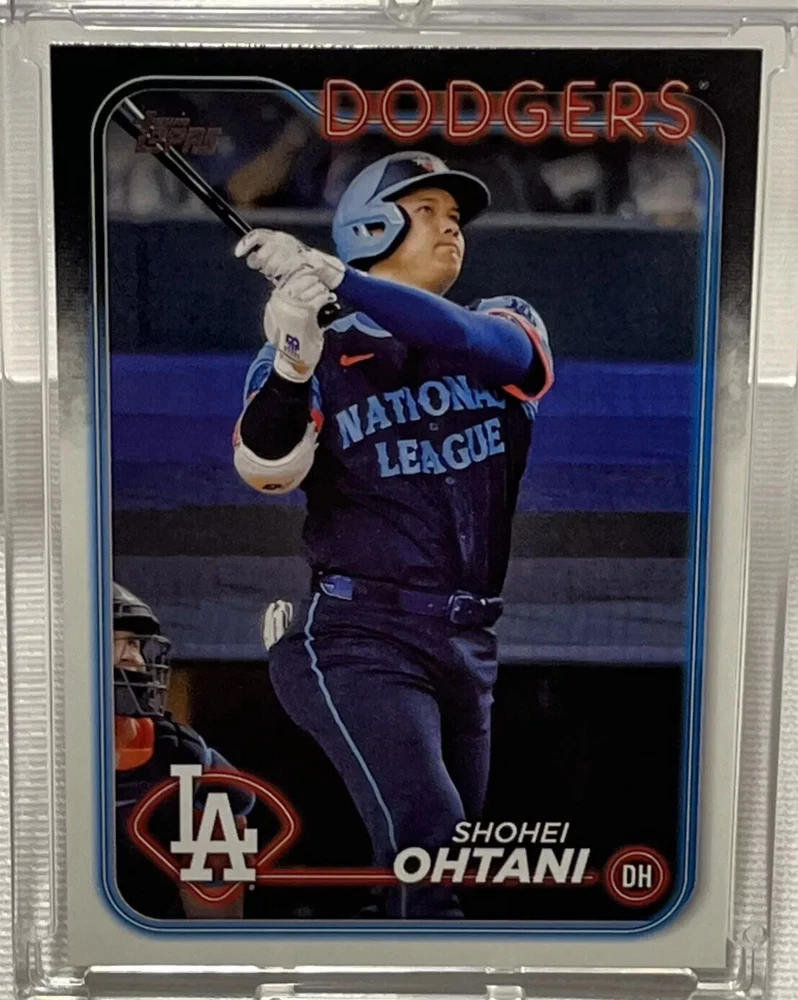 DODGERS
TOPPS
NATIONAL
LEAGUE
LA
SHOHEI
OHTANI
DH